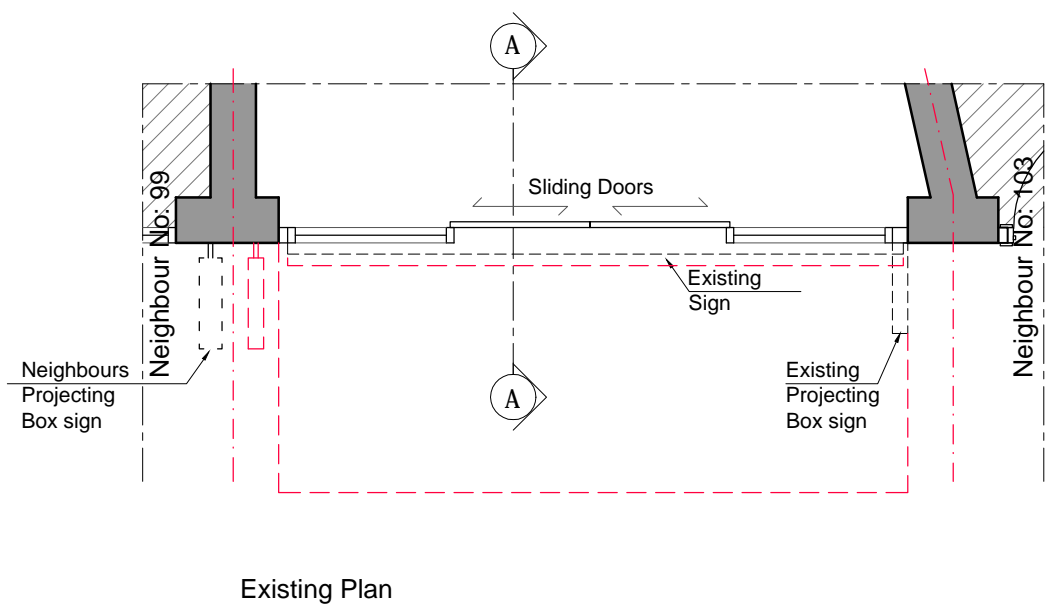 A
Sliding Doors
Neighbour No: 99
Neighbour No: 103
Existing
Sign
Neighbours
Projecting
Box sign
A
Existing
Projecting
Box sign
Existing Plan